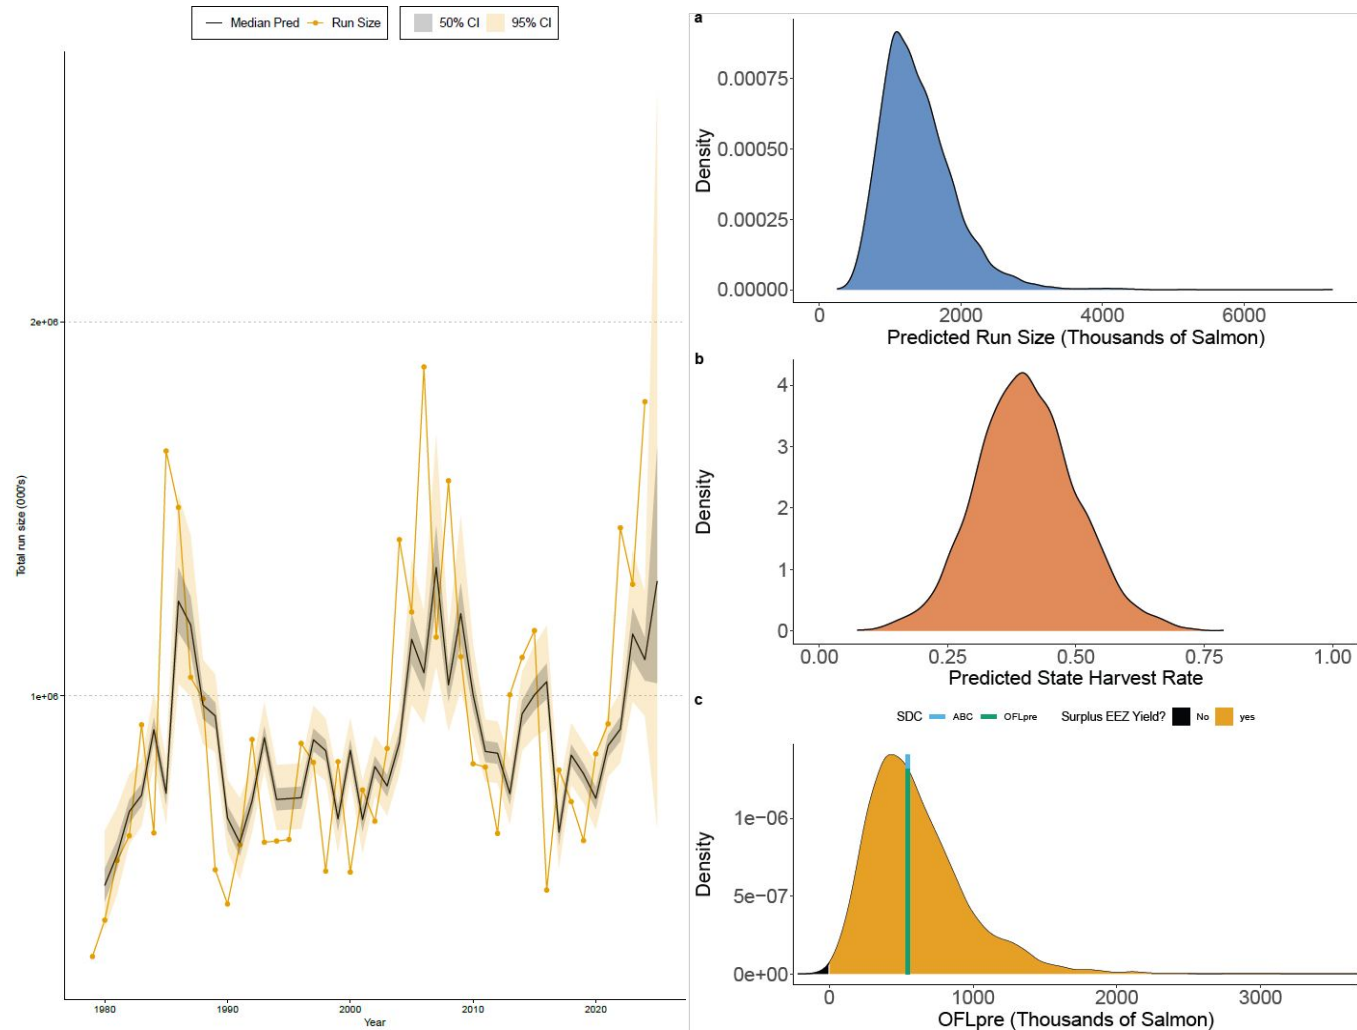 Median Pred Run Size 50% CI 95% CI
Total run size (000's)
2e+06
1e+06
1980 1990 2000 2010 2020
Year
a
Density
0.00075
0.00050
0.00025
0.00000
0 2000 4000 6000
Predicted Run Size (Thousands of Salmon)
b
Density
4
3
2
1
0
0.00 0.25 0.50 0.75 1.00
Predicted State Harvest Rate
c
SDC ABC OFLpre Surplus EEZ Yield? No yes
Density
1e−06
5e−07
0e+00
0 1000 2000 3000
OFLpre (Thousands of Salmon)